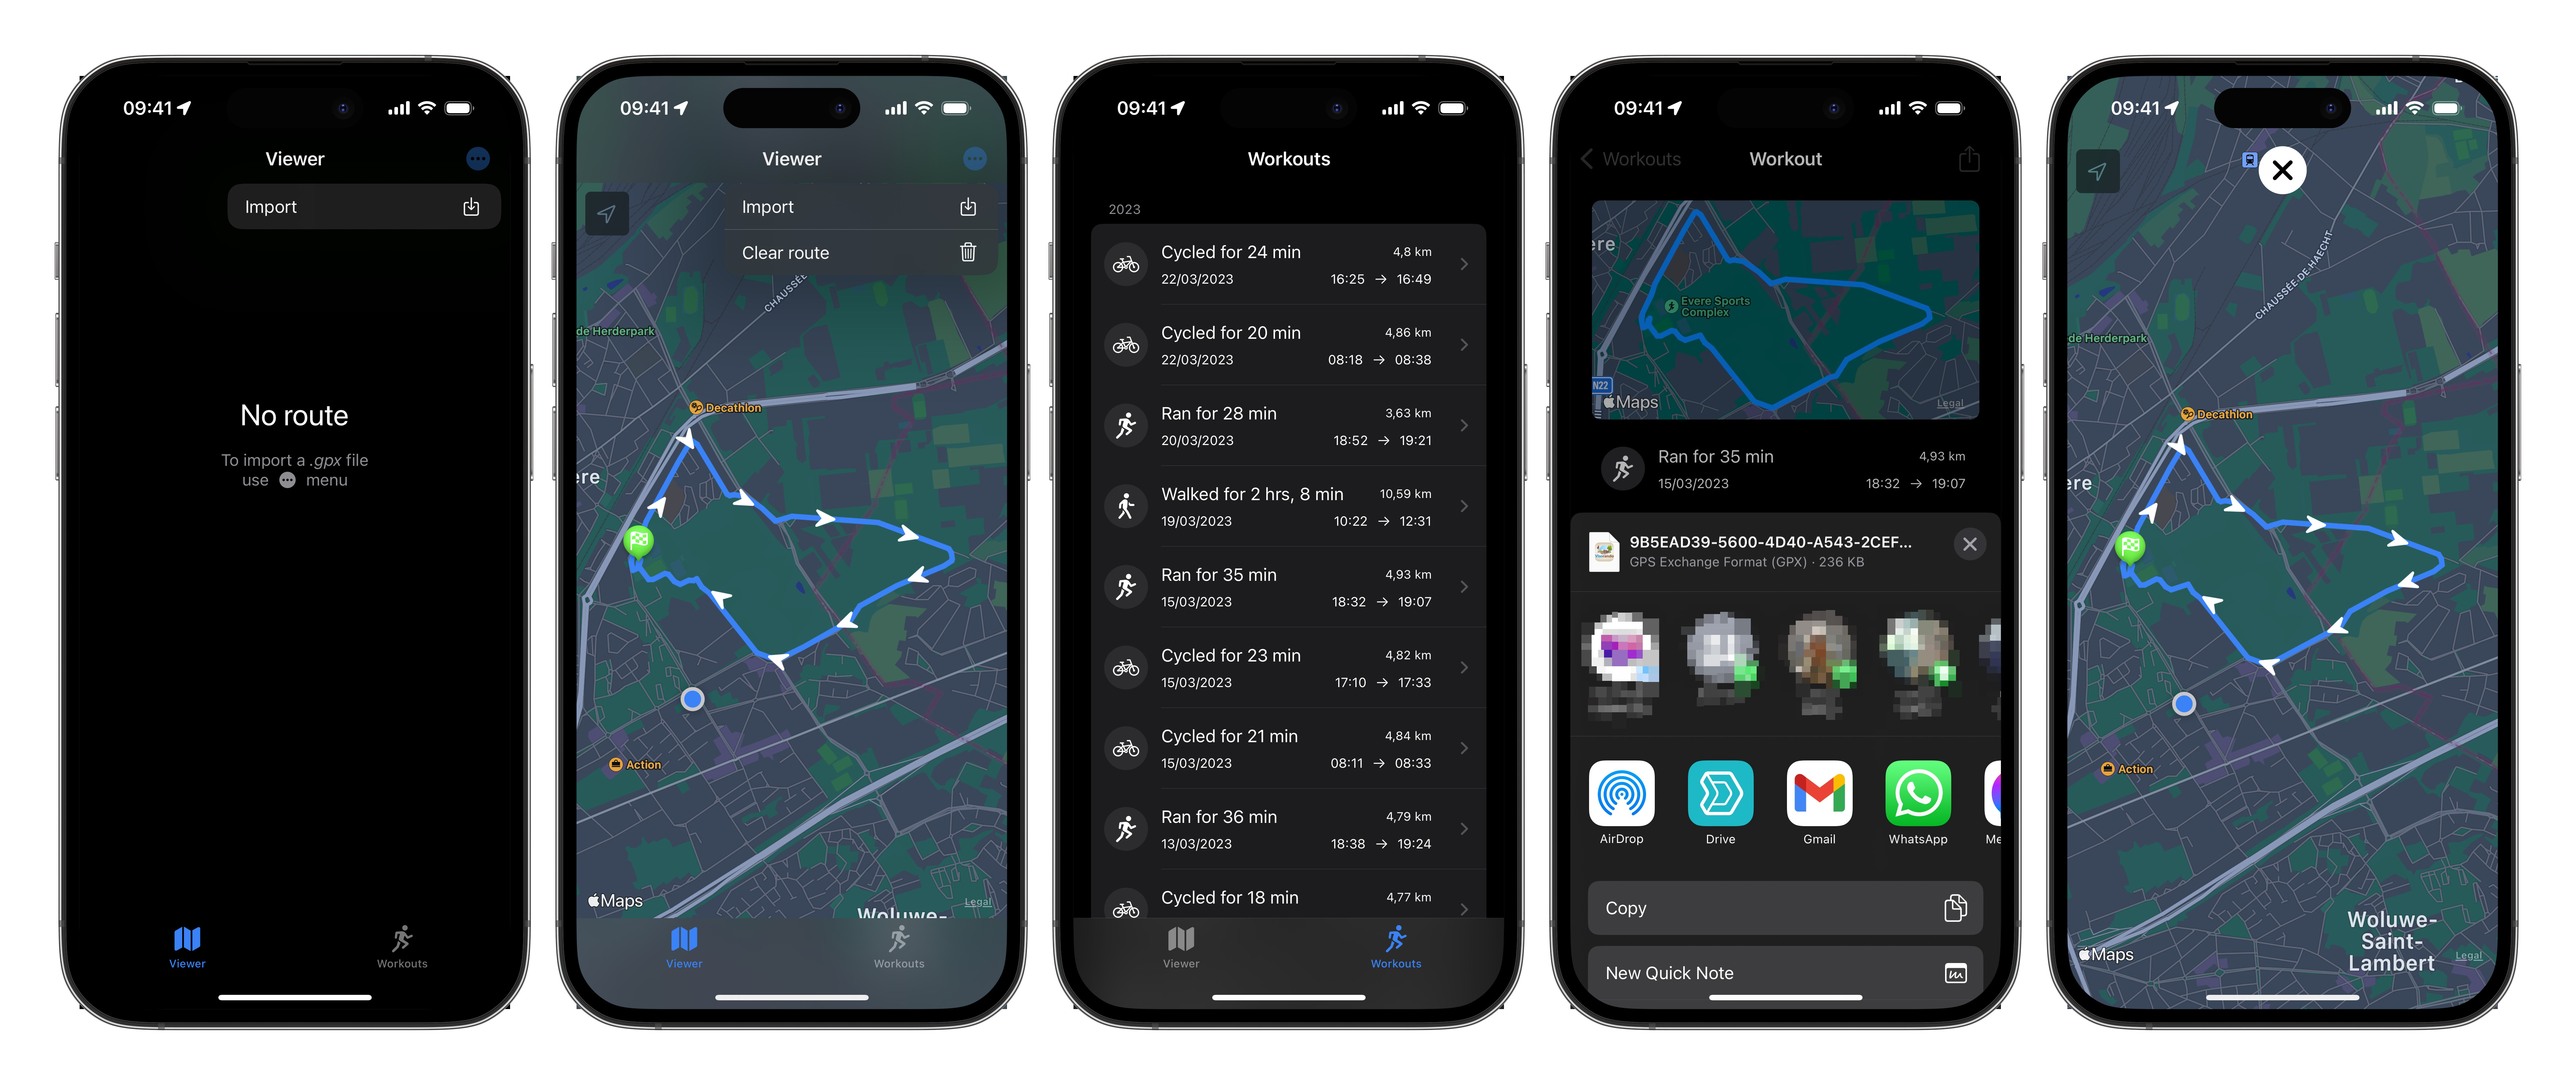 09:41
Viewer
Import
No route
To import a .gpx file
use menu
Viewer
Workouts
09:41
Viewer
Import
Clear route
CHAUSSÉE
de Herderpark
Decathlon
ere
Action
Maps
Woluwe-
Legal
Viewer
Workouts
09:41
Workouts
2023
Cycled for 24 min 4,8 km
22/03/2023 16:25 → 16:49
Cycled for 20 min 4,86 km
22/03/2023 08:18 → 08:38
Ran for 28 min 3,63 km
20/03/2023 18:52 → 19:21
Walked for 2 hrs, 8 min 10,59 km
19/03/2023 10:22 → 12:31
Ran for 35 min 4,93 km
15/03/2023 18:32 → 19:07
Cycled for 23 min 4,82 km
15/03/2023 17:10 → 17:33
Cycled for 21 min 4,84 km
15/03/2023 08:11 → 08:33
Ran for 36 min 4,79 km
13/03/2023 18:38 → 19:24
Cycled for 18 min 4,77 km
Viewer
Workouts
09:41
Workouts
Workout
ere
Evere Sports
Complex
N22
Maps
Legal
Ran for 35 min 4,93 km
15/03/2023 18:32 → 19:07
9B5EAD39-5600-4D40-A543-2CEF...
GPS Exchange Format (GPX) · 236 KB
AirDrop
Drive
Gmail
WhatsApp
Me
Copy
New Quick Note
09:41
CHAUSSÉE-DE-HAECHT
de Herderpark
Decathlon
ere
Action
Woluwe-
Saint-
Lambert
Maps
Legal